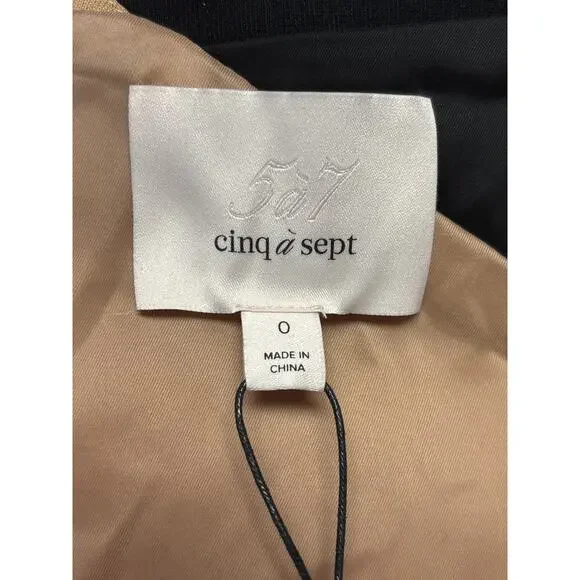 5à7
cinq à sept
0
MADE IN
CHINA